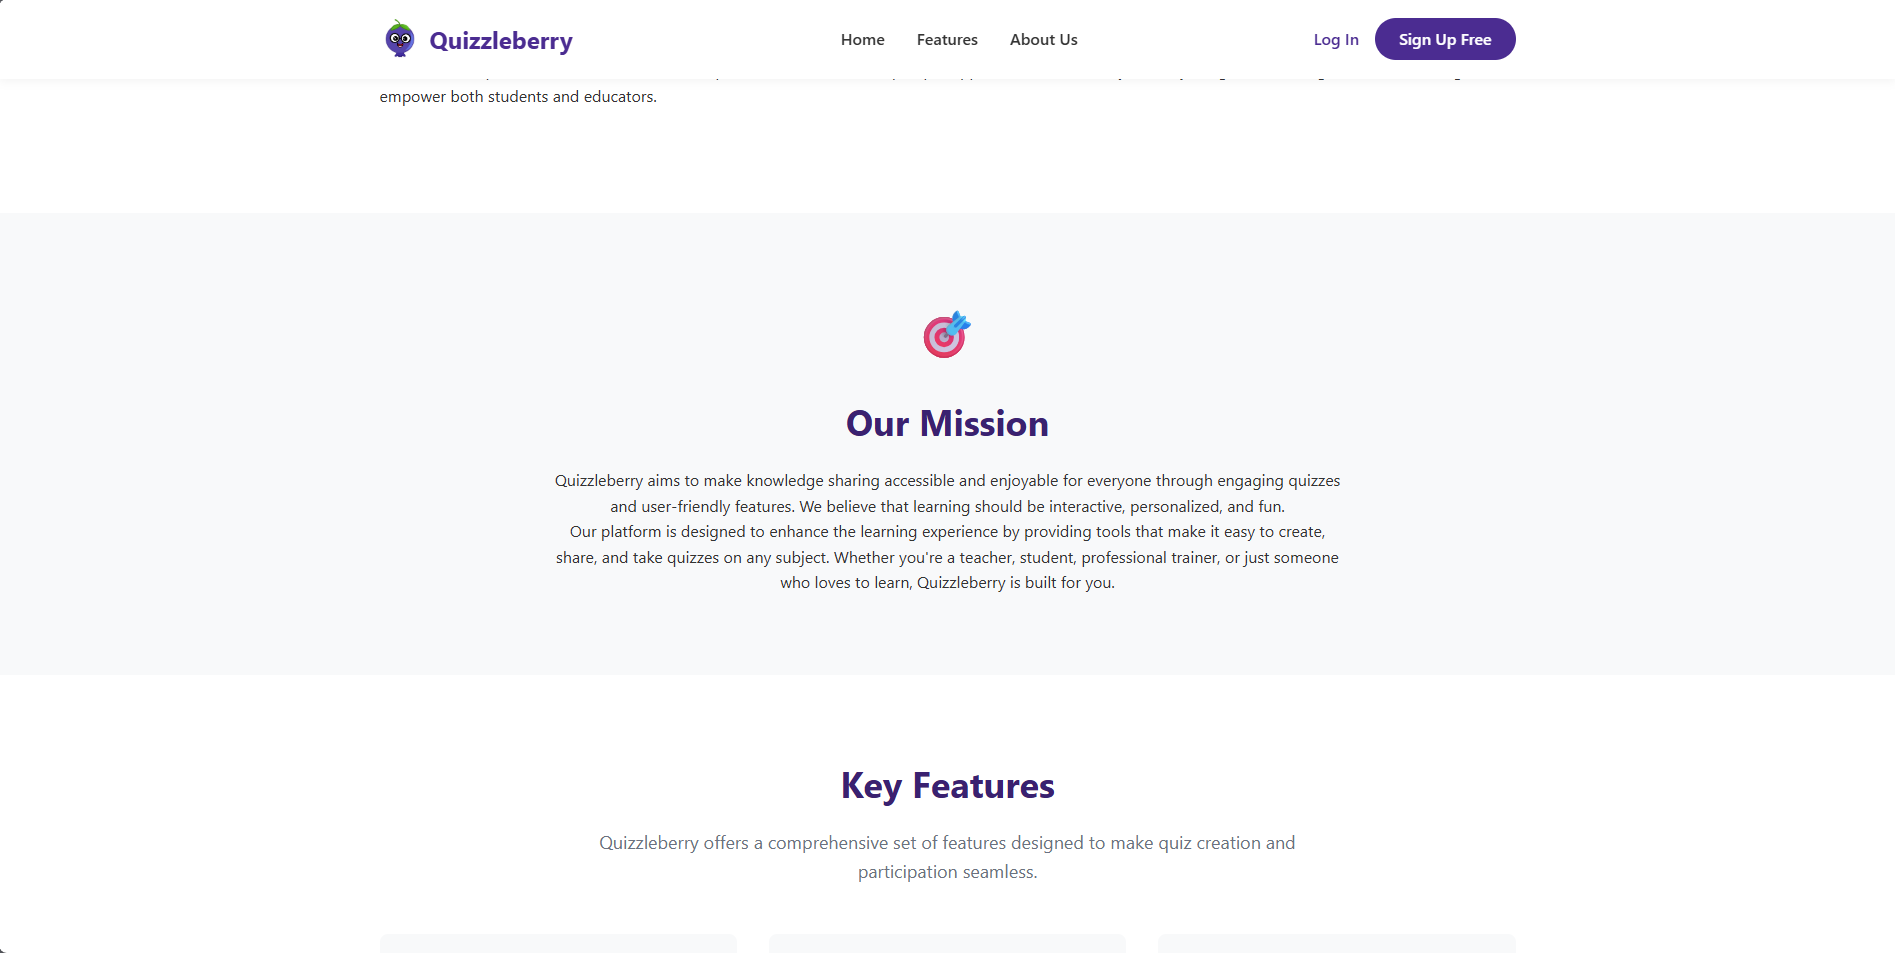 Quizzleberry
Home
Features
About Us
Log In
Sign Up Free
empower both students and educators.
Our Mission
Quizzleberry aims to make knowledge sharing accessible and enjoyable for everyone through engaging quizzes
and user-friendly features. We believe that learning should be interactive, personalized, and fun.
Our platform is designed to enhance the learning experience by providing tools that make it easy to create,
share, and take quizzes on any subject. Whether you're a teacher, student, professional trainer, or just someone
who loves to learn, Quizzleberry is built for you.
Key Features
Quizzleberry offers a comprehensive set of features designed to make quiz creation and
participation seamless.